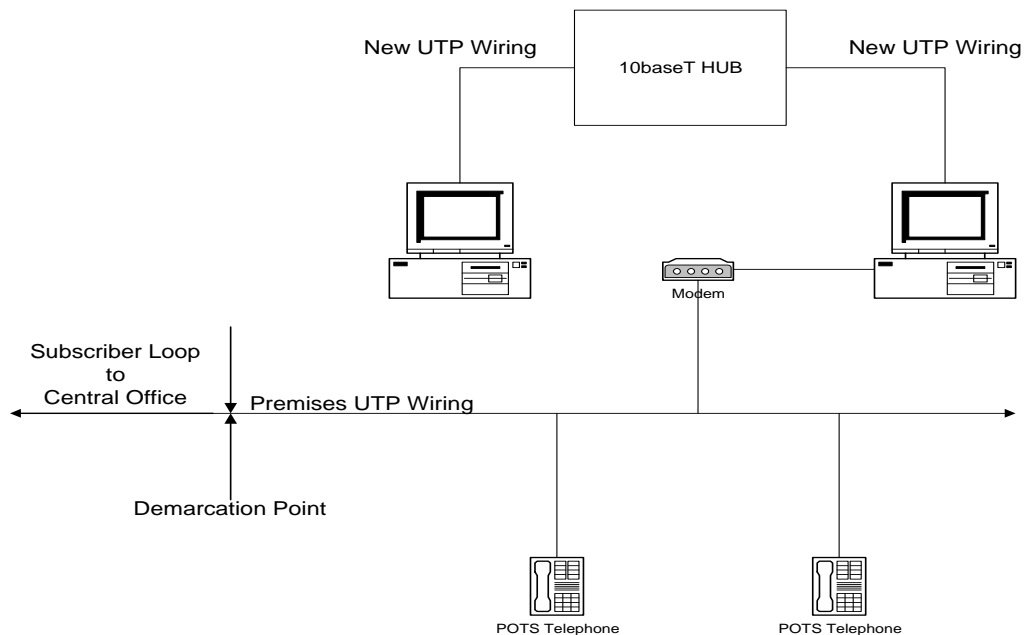 New UTP Wiring
10baseT HUB
New UTP Wiring
Modem
Subscriber Loop
to
Central Office
Premises UTP Wiring
Demarcation Point
POTS Telephone
POTS Telephone